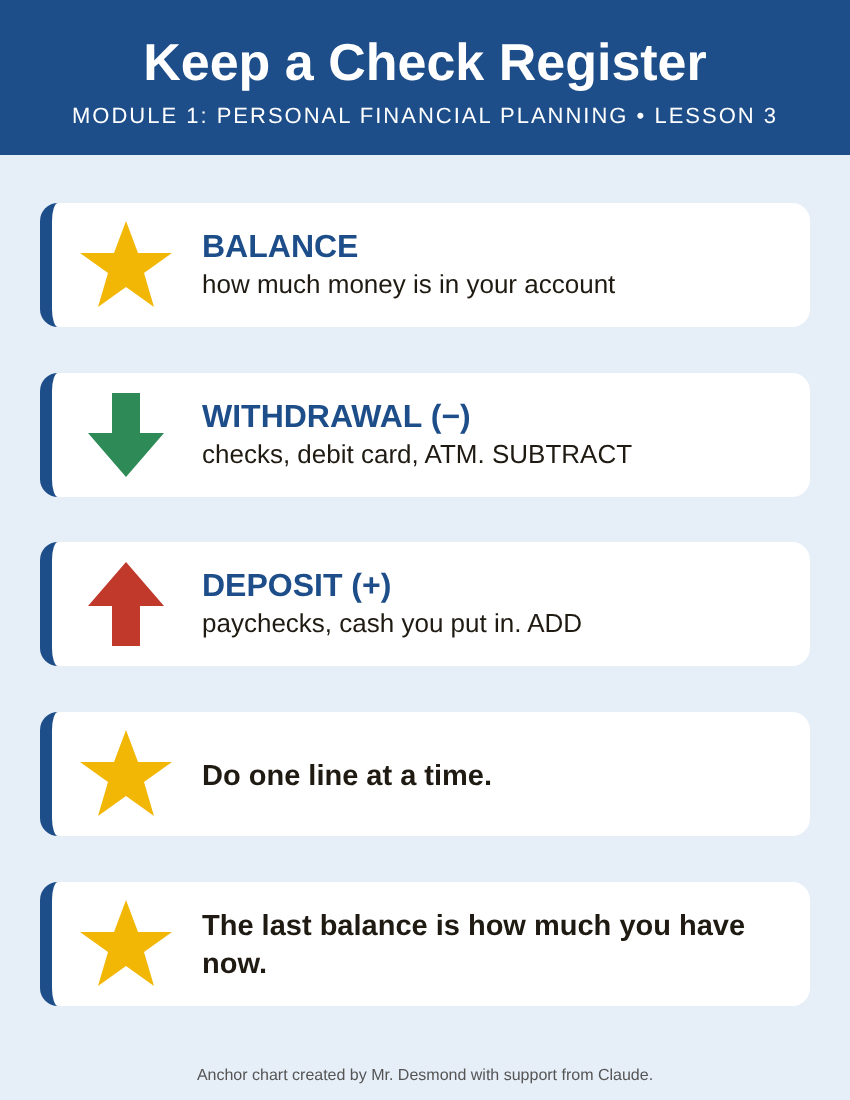 Keep a Check Register
MODULE 1: PERSONAL FINANCIAL PLANNING • LESSON 3
BALANCE
how much money is in your account
WITHDRAWAL (−)
checks, debit card, ATM. SUBTRACT
DEPOSIT (+)
paychecks, cash you put in. ADD
Do one line at a time.
The last balance is how much you have
now.
Anchor chart created by Mr. Desmond with support from Claude.